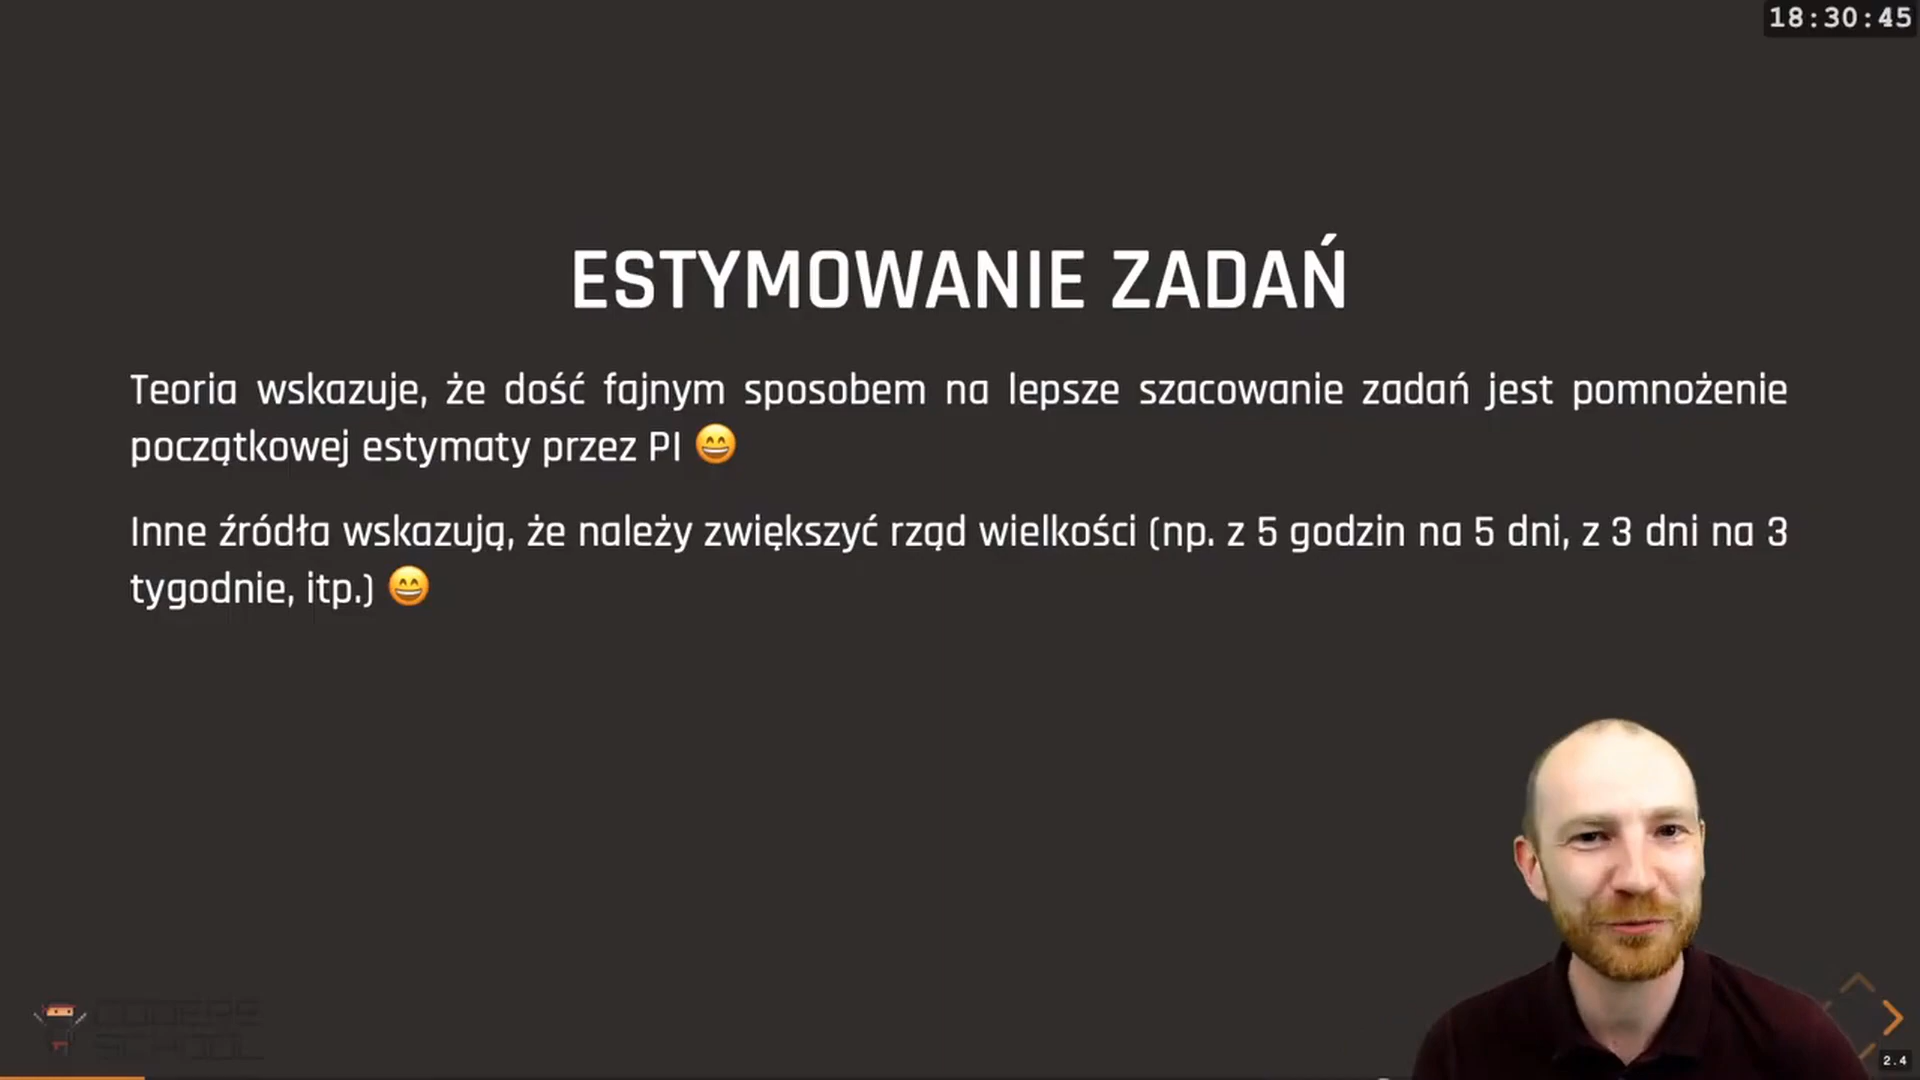 18:30:45
ESTYMOWANIE ZADAŃ
Teoria wskazuje, że dość fajnym sposobem na lepsze szacowanie zadań jest pomnożenie
początkowej estymaty przez PI 😄
Inne źródła wskazują, że należy zwiększyć rząd wielkości (np. z 5 godzin na 5 dni, z 3 dni na 3
tygodnie, itp.) 😄
2.4